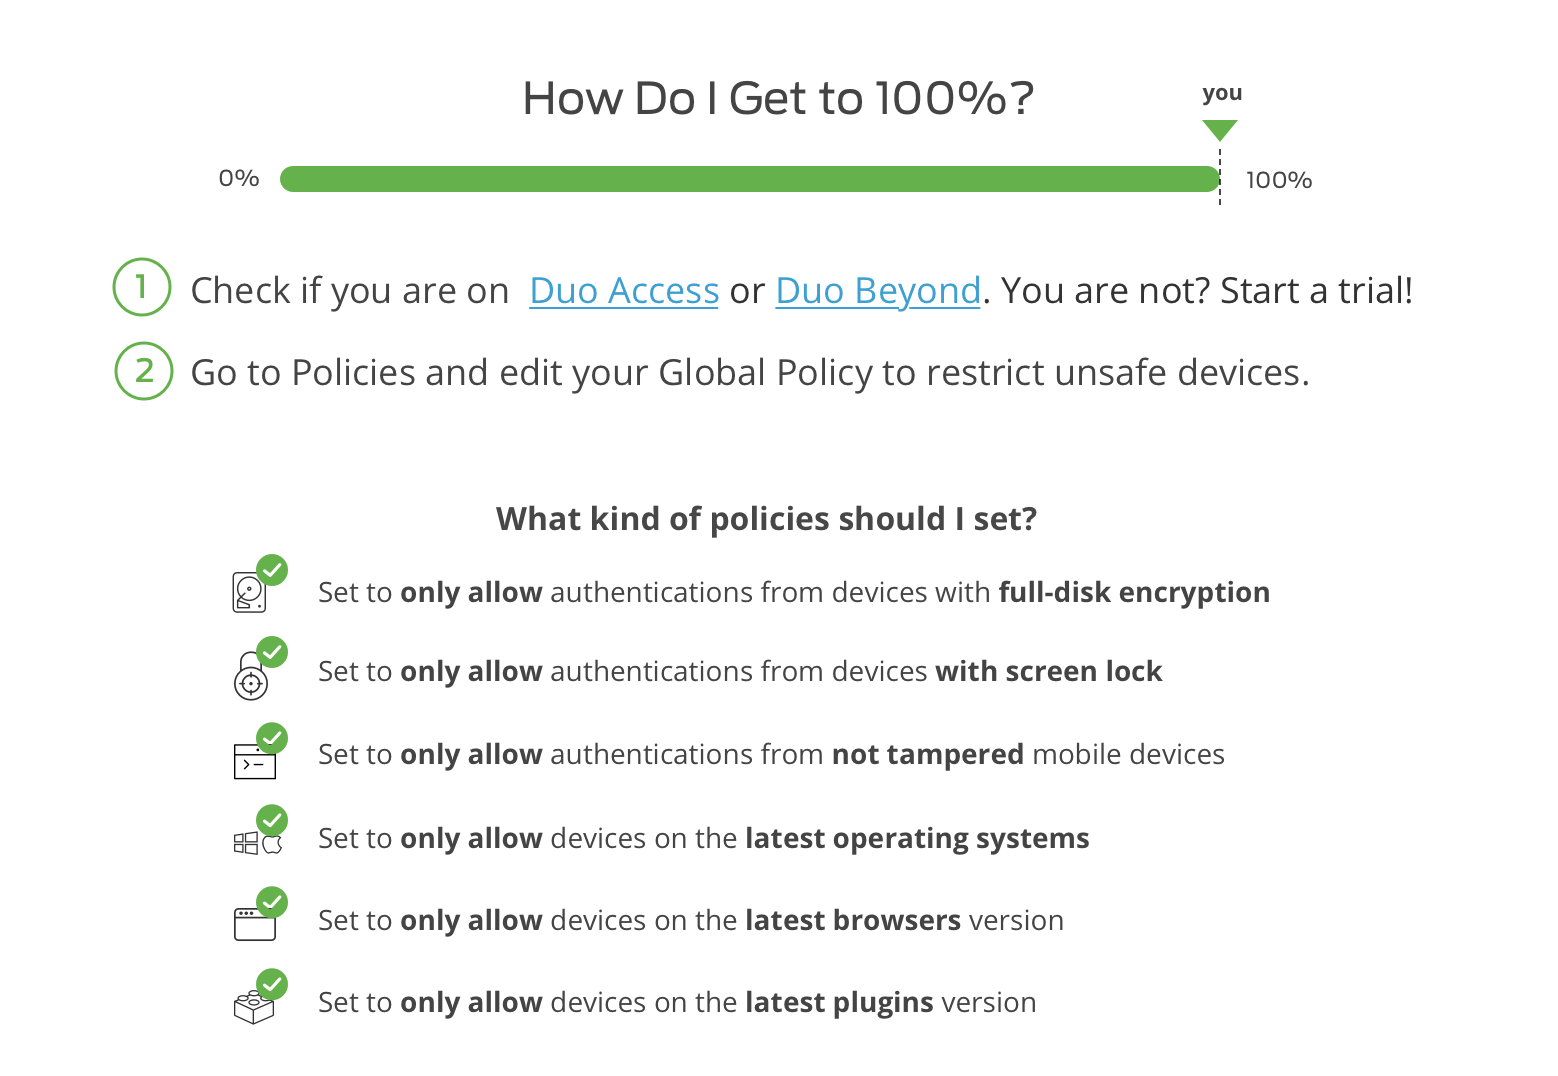 How Do I Get to 100%?
you
0%
100%
1 Check if you are on Duo Access or Duo Beyond. You are not? Start a trial!
2 Go to Policies and edit your Global Policy to restrict unsafe devices.
What kind of policies should I set?
Set to only allow authentications from devices with full-disk encryption
Set to only allow authentications from devices with screen lock
Set to only allow authentications from not tampered mobile devices
Set to only allow devices on the latest operating systems
Set to only allow devices on the latest browsers version
Set to only allow devices on the latest plugins version